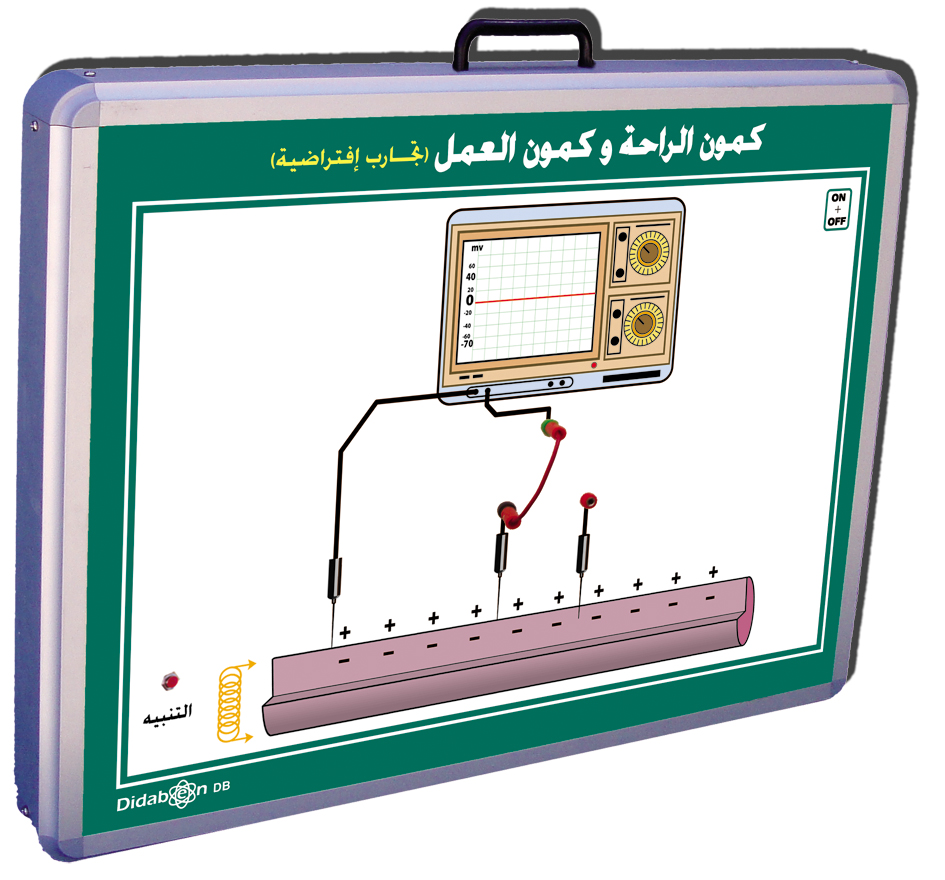 كمون الراحة و كمون العمل (تجارب إفتراضية)
ON
+
OFF
mv
60
40
20
0
-20
-40
-60
-70
+ + + + + + + + + +
- - - - - - - - - -
التنبيه
Didaben DB